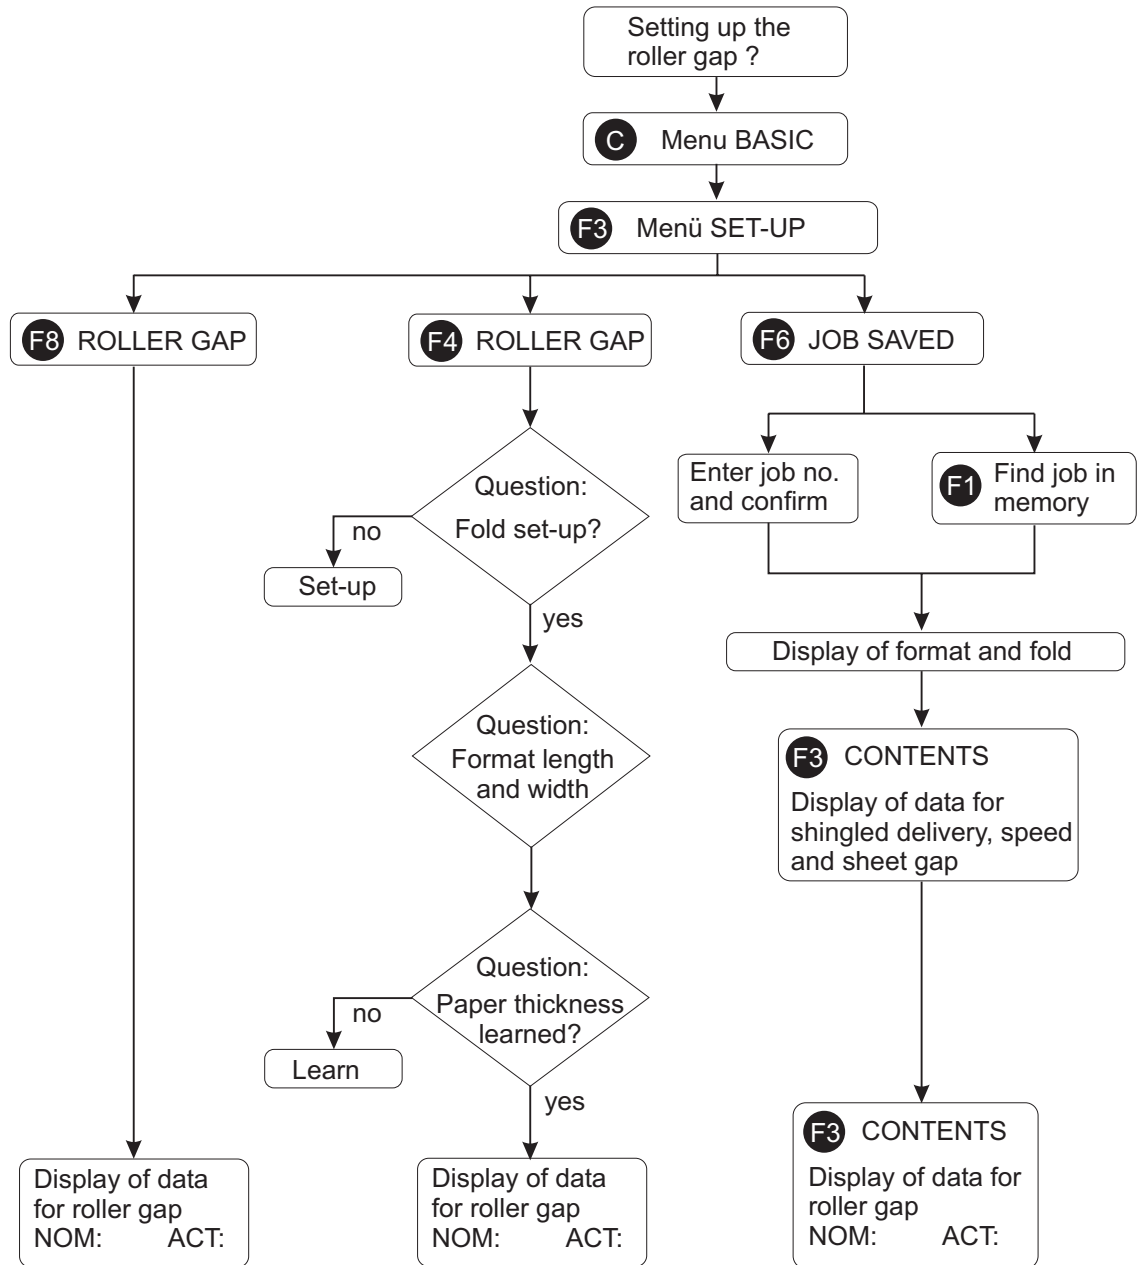 Setting up the
roller gap ?
C Menu BASIC
F3 Menü SET-UP
F8 ROLLER GAP
F4 ROLLER GAP
F6 JOB SAVED
Question:
Fold set-up?
no
Set-up
yes
Question:
Format length
and width
Question:
Paper thickness
learned?
no
Learn
yes
Enter job no.
and confirm
F1 Find job in
memory
Display of format and fold
F3 CONTENTS
Display of data for
shingled delivery, speed
and sheet gap
Display of data
for roller gap
NOM: ACT:
Display of data
for roller gap
NOM: ACT:
F3 CONTENTS
Display of data for
roller gap
NOM: ACT: